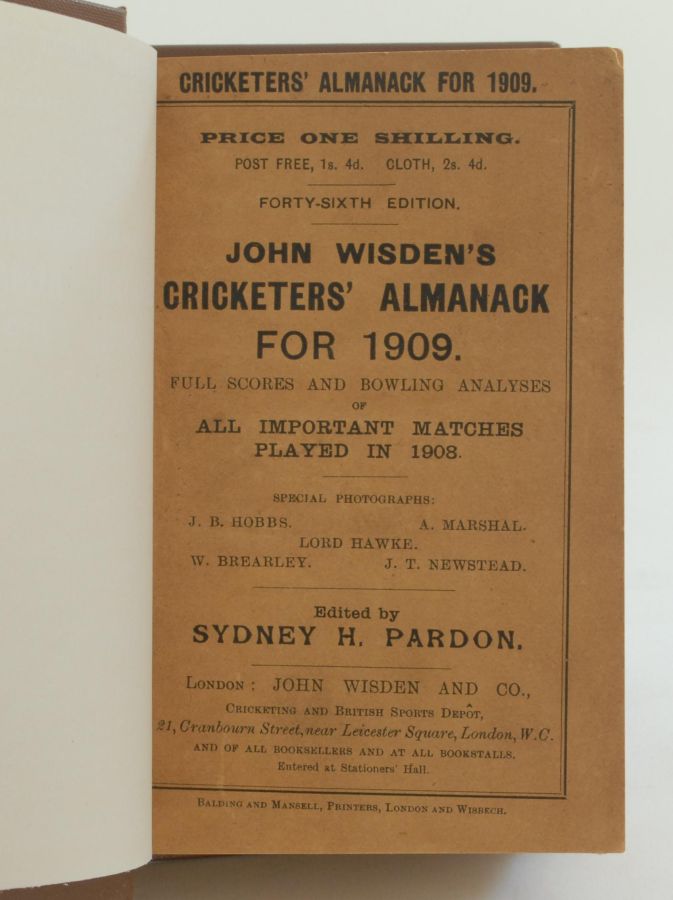 CRICKETERS' ALMANACK FOR 1909.
PRICE ONE SHILLING.
POST FREE, 1s. 4d. CLOTH, 2s. 4d.
FORTY-SIXTH EDITION.
JOHN WISDEN'S
CRICKETERS' ALMANACK
FOR 1909.
FULL SCORES AND BOWLING ANALYSES
OF
ALL IMPORTANT MATCHES
PLAYED IN 1908.
SPECIAL PHOTOGRAPHS:
J. B. HOBBS. A. MARSHAL.
LORD HAWKE.
W. BREARLEY. J. T. NEWSTEAD.
Edited by
SYDNEY H. PARDON.
LONDON: JOHN WISDEN AND CO.,
CRICKETING AND BRITISH SPORTS DEPÔT,
21, Cranbourn Street, near Leicester Square, London, W.C.
AND OF ALL BOOKSELLERS AND AT ALL BOOKSTALLS.
Entered at Stationers' Hall.
BALDING AND MANSELL, PRINTERS, LONDON AND WISBECH.